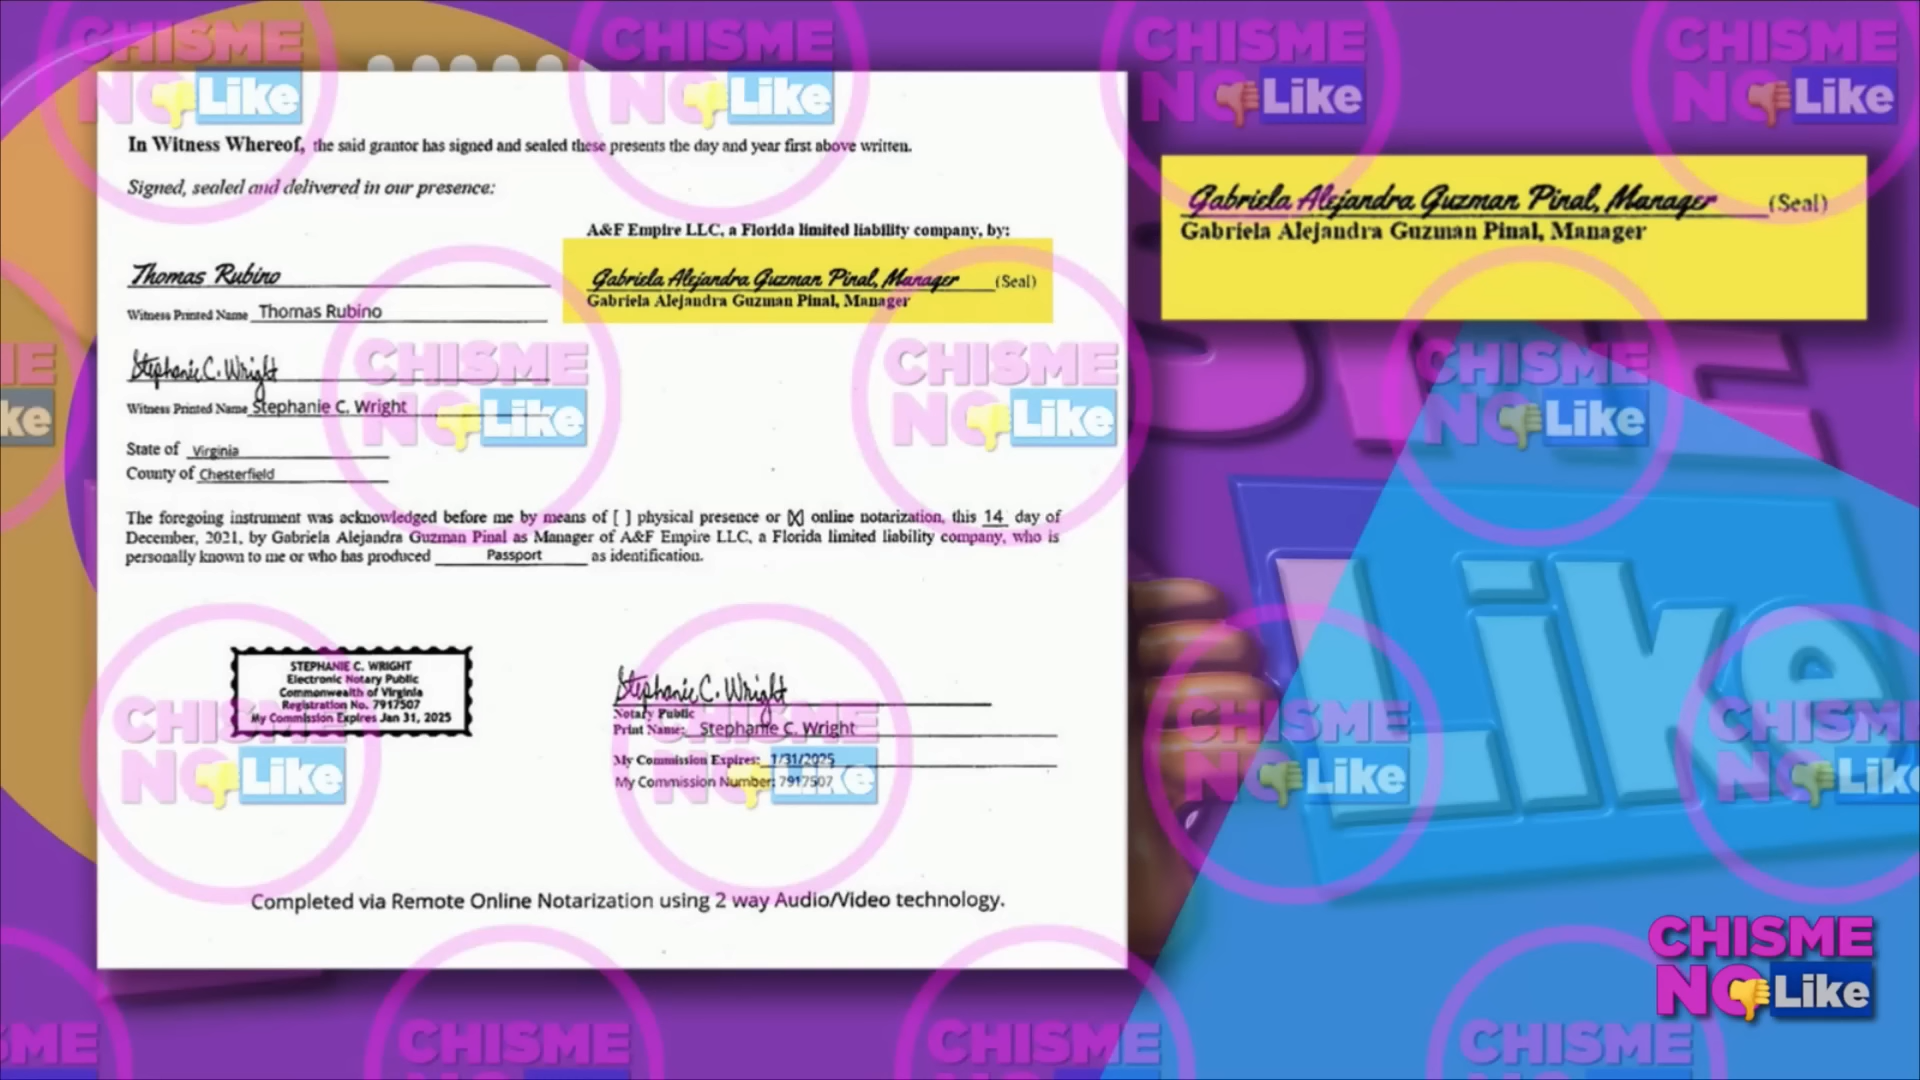 In Witness Whereof, the said grantor has signed and sealed these presents the day and year first above written.
Signed, sealed and delivered in our presence:
A&F Empire LLC, a Florida limited liability company, by:
Thomas Rubino
Witness Printed Name Thomas Rubino
Gabriela Alejandra Guzman Pinal, Manager (Seal)
Gabriela Alejandra Guzman Pinal, Manager
Stephanie C. Wright
Witness Printed Name Stephanie C. Wright
State of Virginia
County of Chesterfield
The foregoing instrument was acknowledged before me by means of [ ] physical presence or [X] online notarization, this 14 day of
December, 2021, by Gabriela Alejandra Guzman Pinal as Manager of A&F Empire LLC, a Florida limited liability company, who is
personally known to me or who has produced Passport as identification.
STEPHANIE C. WRIGHT
Electronic Notary Public
Commonwealth of Virginia
Registration No. 7917507
My Commission Expires Jan 31, 2025
Stephanie C. Wright
Notary Public
Print Name: Stephanie C. Wright
My Commission Expires: 1/31/2025
My Commission Number: 7917507
Completed via Remote Online Notarization using 2 way Audio/Video technology.
Gabriela Alejandra Guzman Pinal, Manager (Seal)
Gabriela Alejandra Guzman Pinal, Manager
Like
CHISME
NO Like